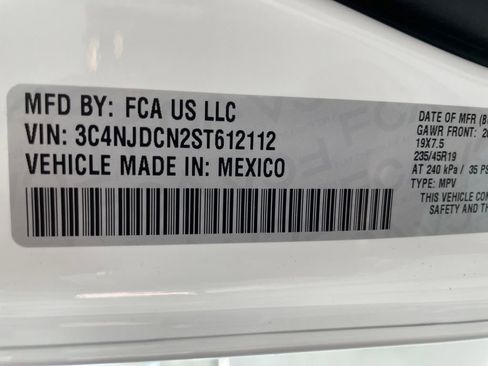 MFD BY: FCA US LLC
VIN: 3C4NJDCN2ST612112
VEHICLE MADE IN: MEXICO
DATE OF MFR
GAWR FRONT:
19X7.5
235/45R19
AT 240 kPa / 35
TYPE: MPV
THIS VEHICLE
SAFETY AND